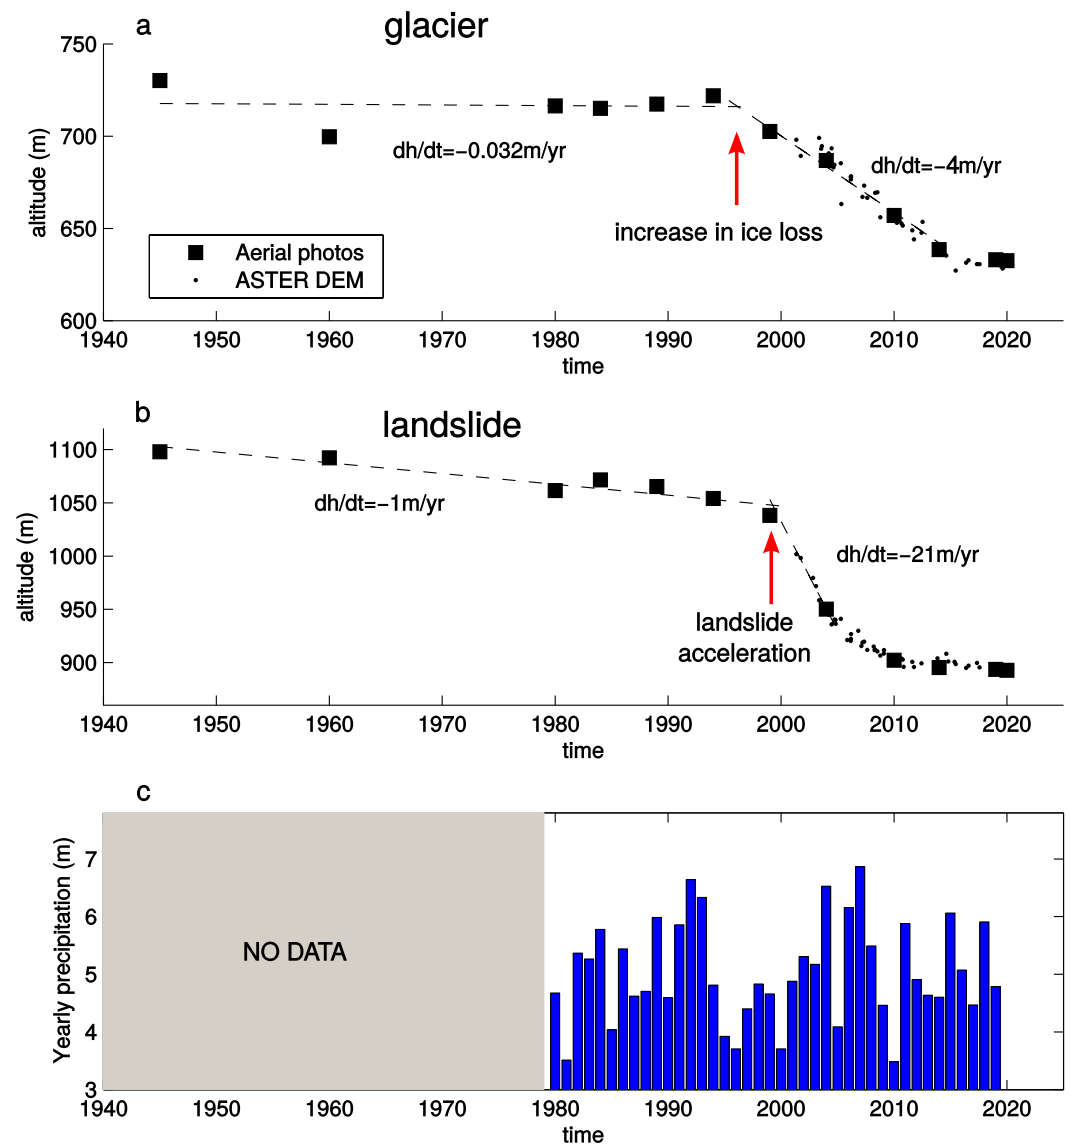 a
glacier
750
700
650
600
altitude (m)
dh/dt=−0.032m/yr
dh/dt=−4m/yr
increase in ice loss
Aerial photos
ASTER DEM
1940 1950 1960 1970 1980 1990 2000 2010 2020
time
b
landslide
1100
1050
1000
950
900
altitude (m)
dh/dt=−1m/yr
dh/dt=−21m/yr
landslide
acceleration
1940 1950 1960 1970 1980 1990 2000 2010 2020
time
c
7
6
5
4
3
Yearly precipitation (m)
NO DATA
1940 1950 1960 1970 1980 1990 2000 2010 2020
time